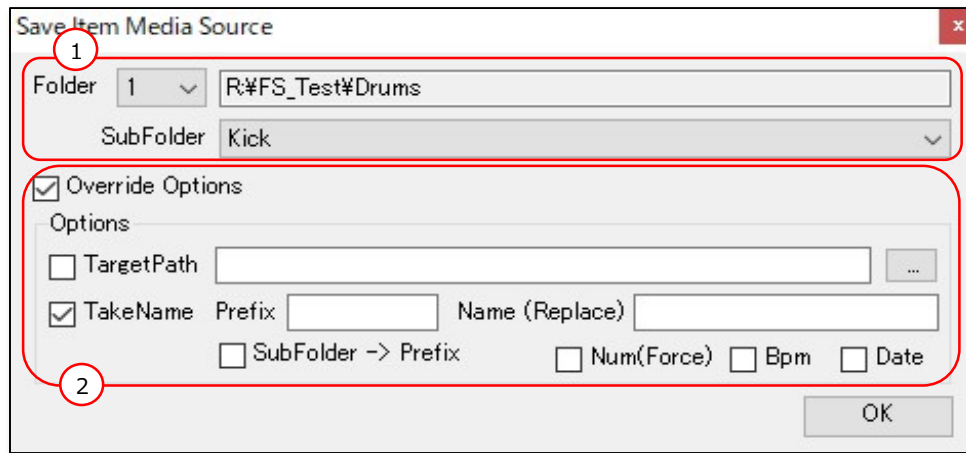 Save Item Media Source x
1
Folder 1 R:¥FS_Test¥Drums
SubFolder Kick
Override Options
Options
TargetPath ...
TakeName Prefix Name (Replace)
SubFolder -> Prefix Num(Force) Bpm Date
2
OK